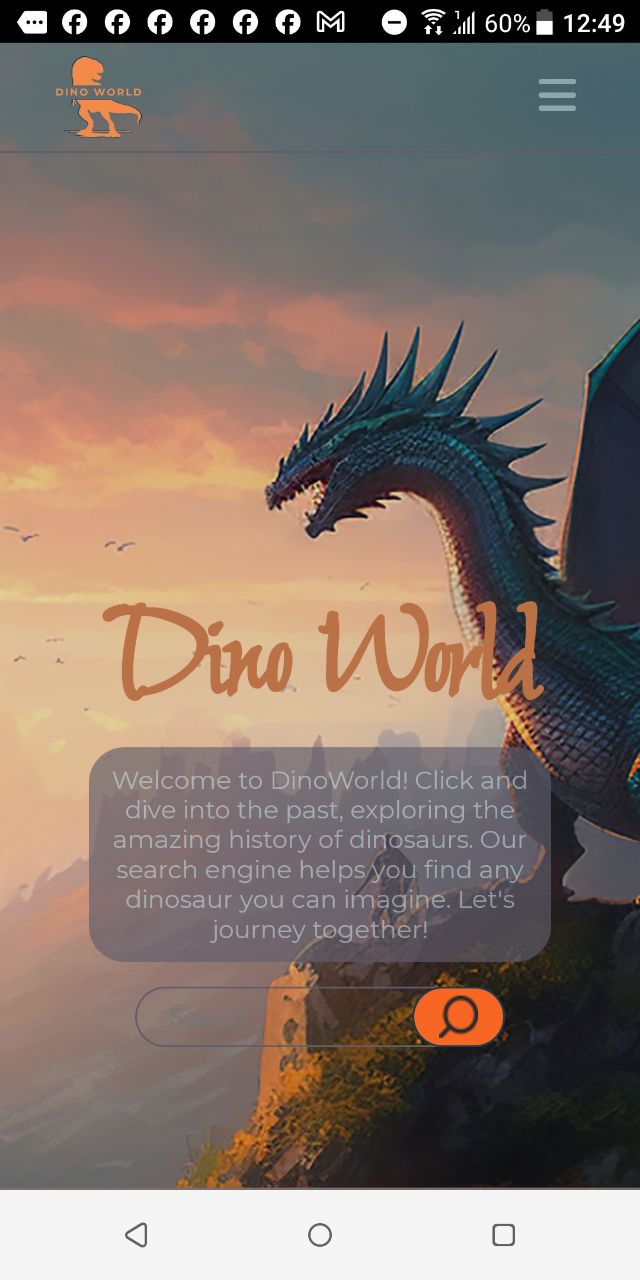 60% 12:49
DINO WORLD
Dino World
Welcome to DinoWorld! Click and
dive into the past, exploring the
amazing history of dinosaurs. Our
search engine helps you find any
dinosaur you can imagine. Let's
journey together!